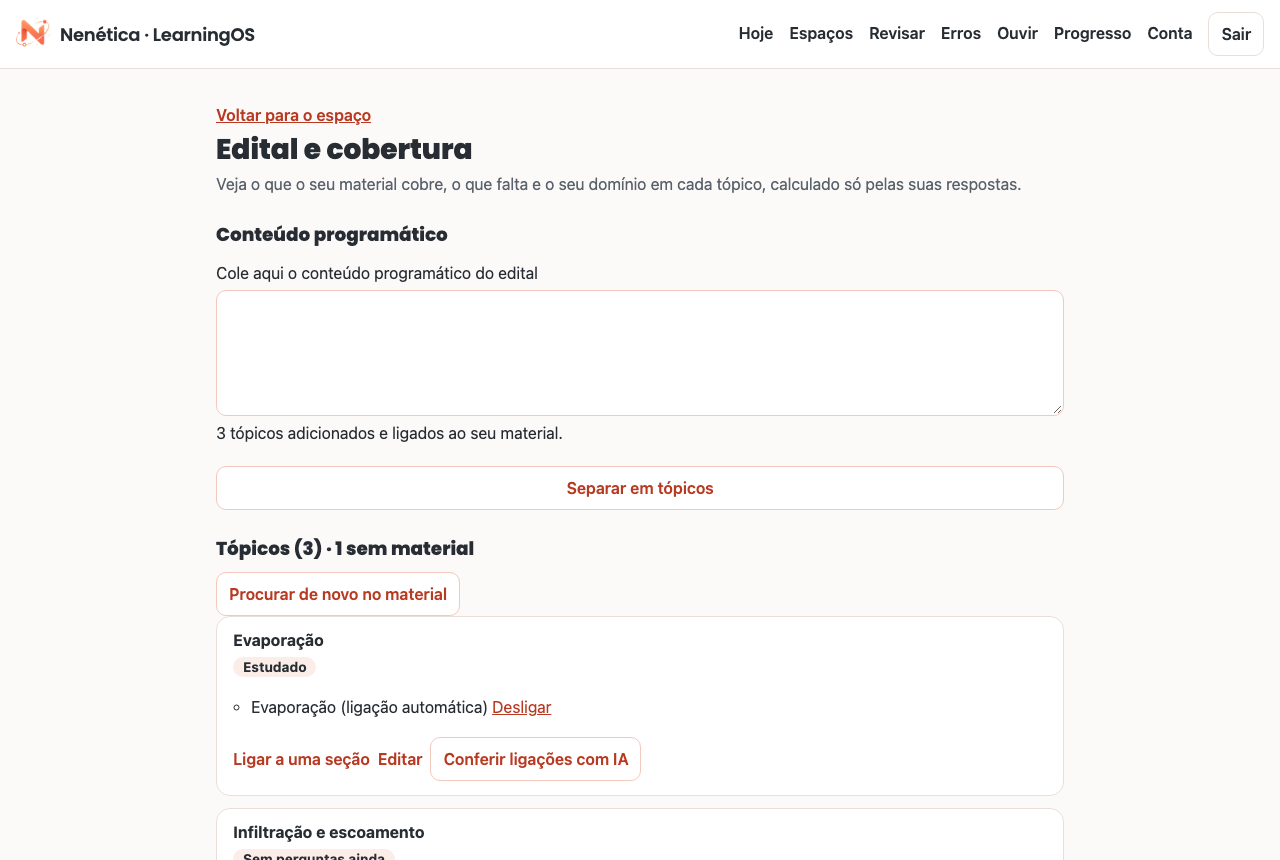 Nenética · LearningOS
Hoje Espaços Revisar Erros Ouvir Progresso Conta Sair
Voltar para o espaço
Edital e cobertura
Veja o que o seu material cobre, o que falta e o seu domínio em cada tópico, calculado só pelas suas respostas.
Conteúdo programático
Cole aqui o conteúdo programático do edital
3 tópicos adicionados e ligados ao seu material.
Separar em tópicos
Tópicos (3) · 1 sem material
Procurar de novo no material
Evaporação
Estudado
Evaporação (ligação automática) Desligar
Ligar a uma seção Editar Conferir ligações com IA
Infiltração e escoamento
Sem perguntas ainda